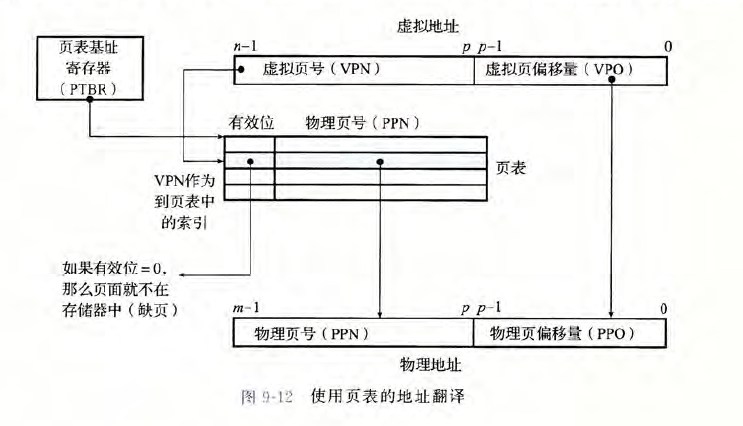 虚拟地址
页表基址
寄存器
（PTBR）
n-1
p p-1
0
虚拟页号（VPN）
虚拟页偏移量（VPO）
有效位
物理页号（PPN）
页表
VPN作为
到页表中
的索引
如果有效位=0，
那么页面就不在
存储器中（缺页）
m-1
p p-1
0
物理页号（PPN）
物理页偏移量（PPO）
物理地址
图 9-12 使用页表的地址翻译